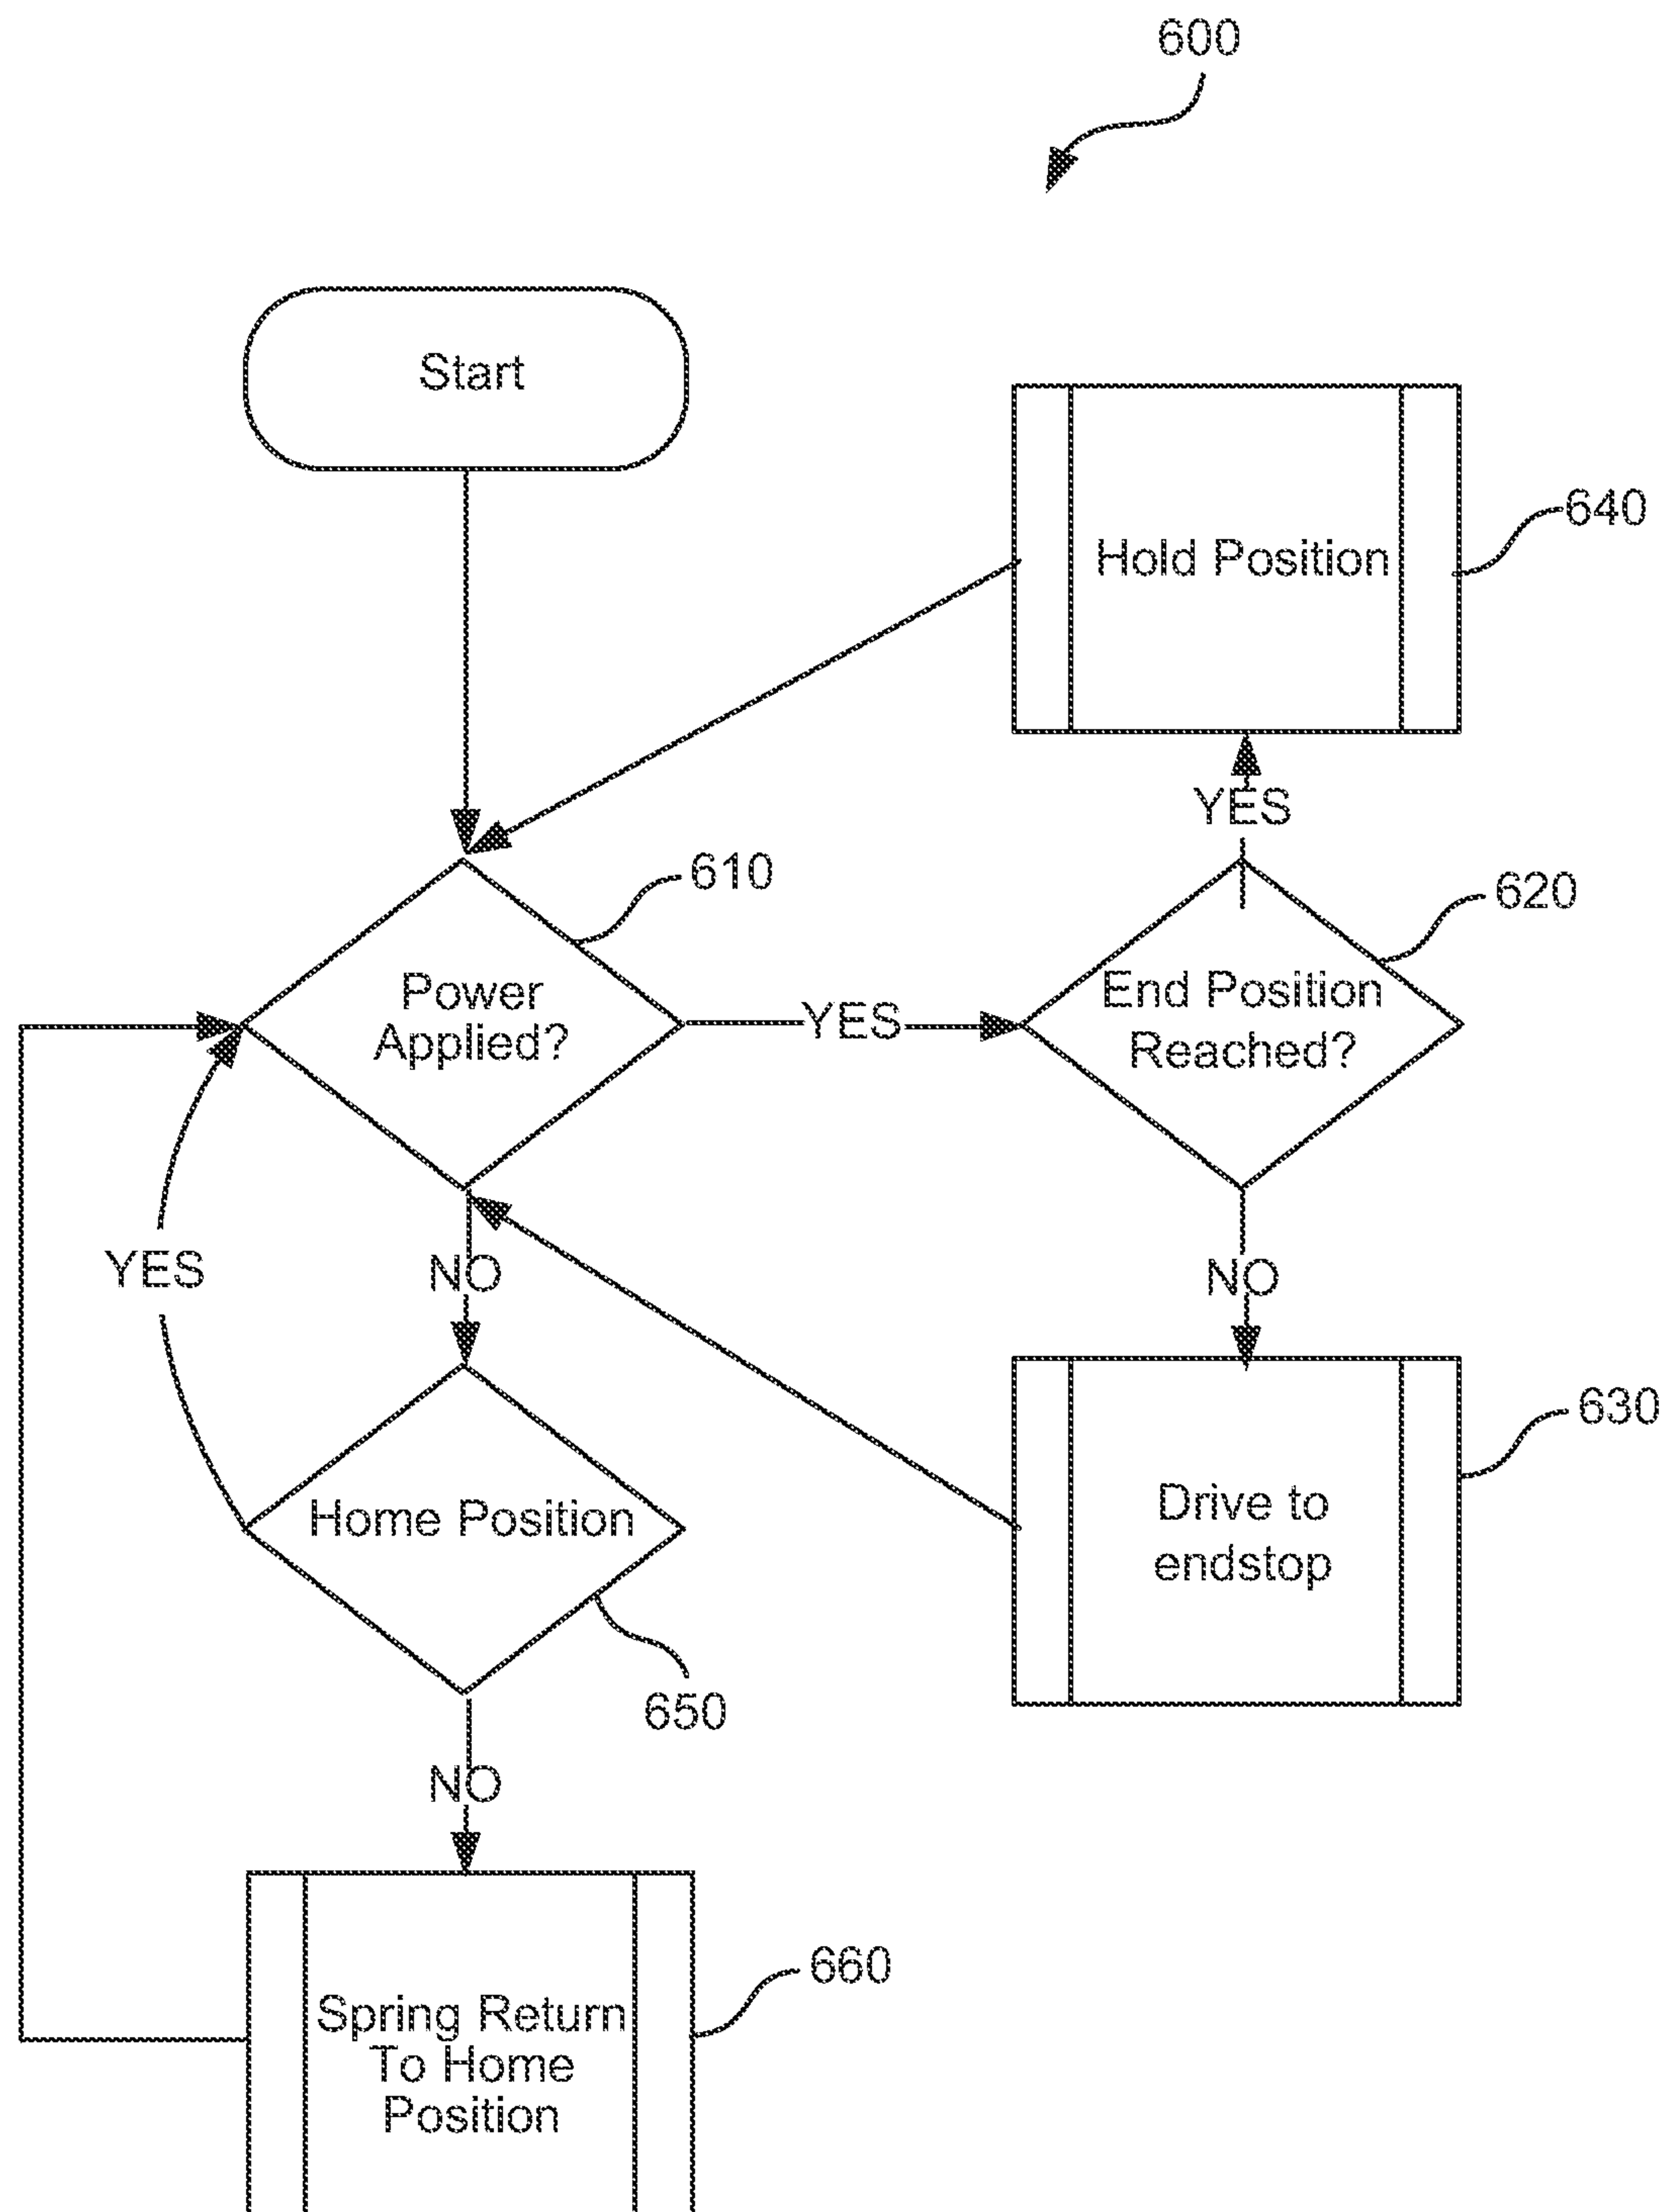 600
Start
Hold Position
640
YES
610
620
Power
Applied?
YES
End Position
Reached?
YES
NO
NO
630
Home Position
Drive to
endstop
650
NO
660
Spring Return
To Home
Position